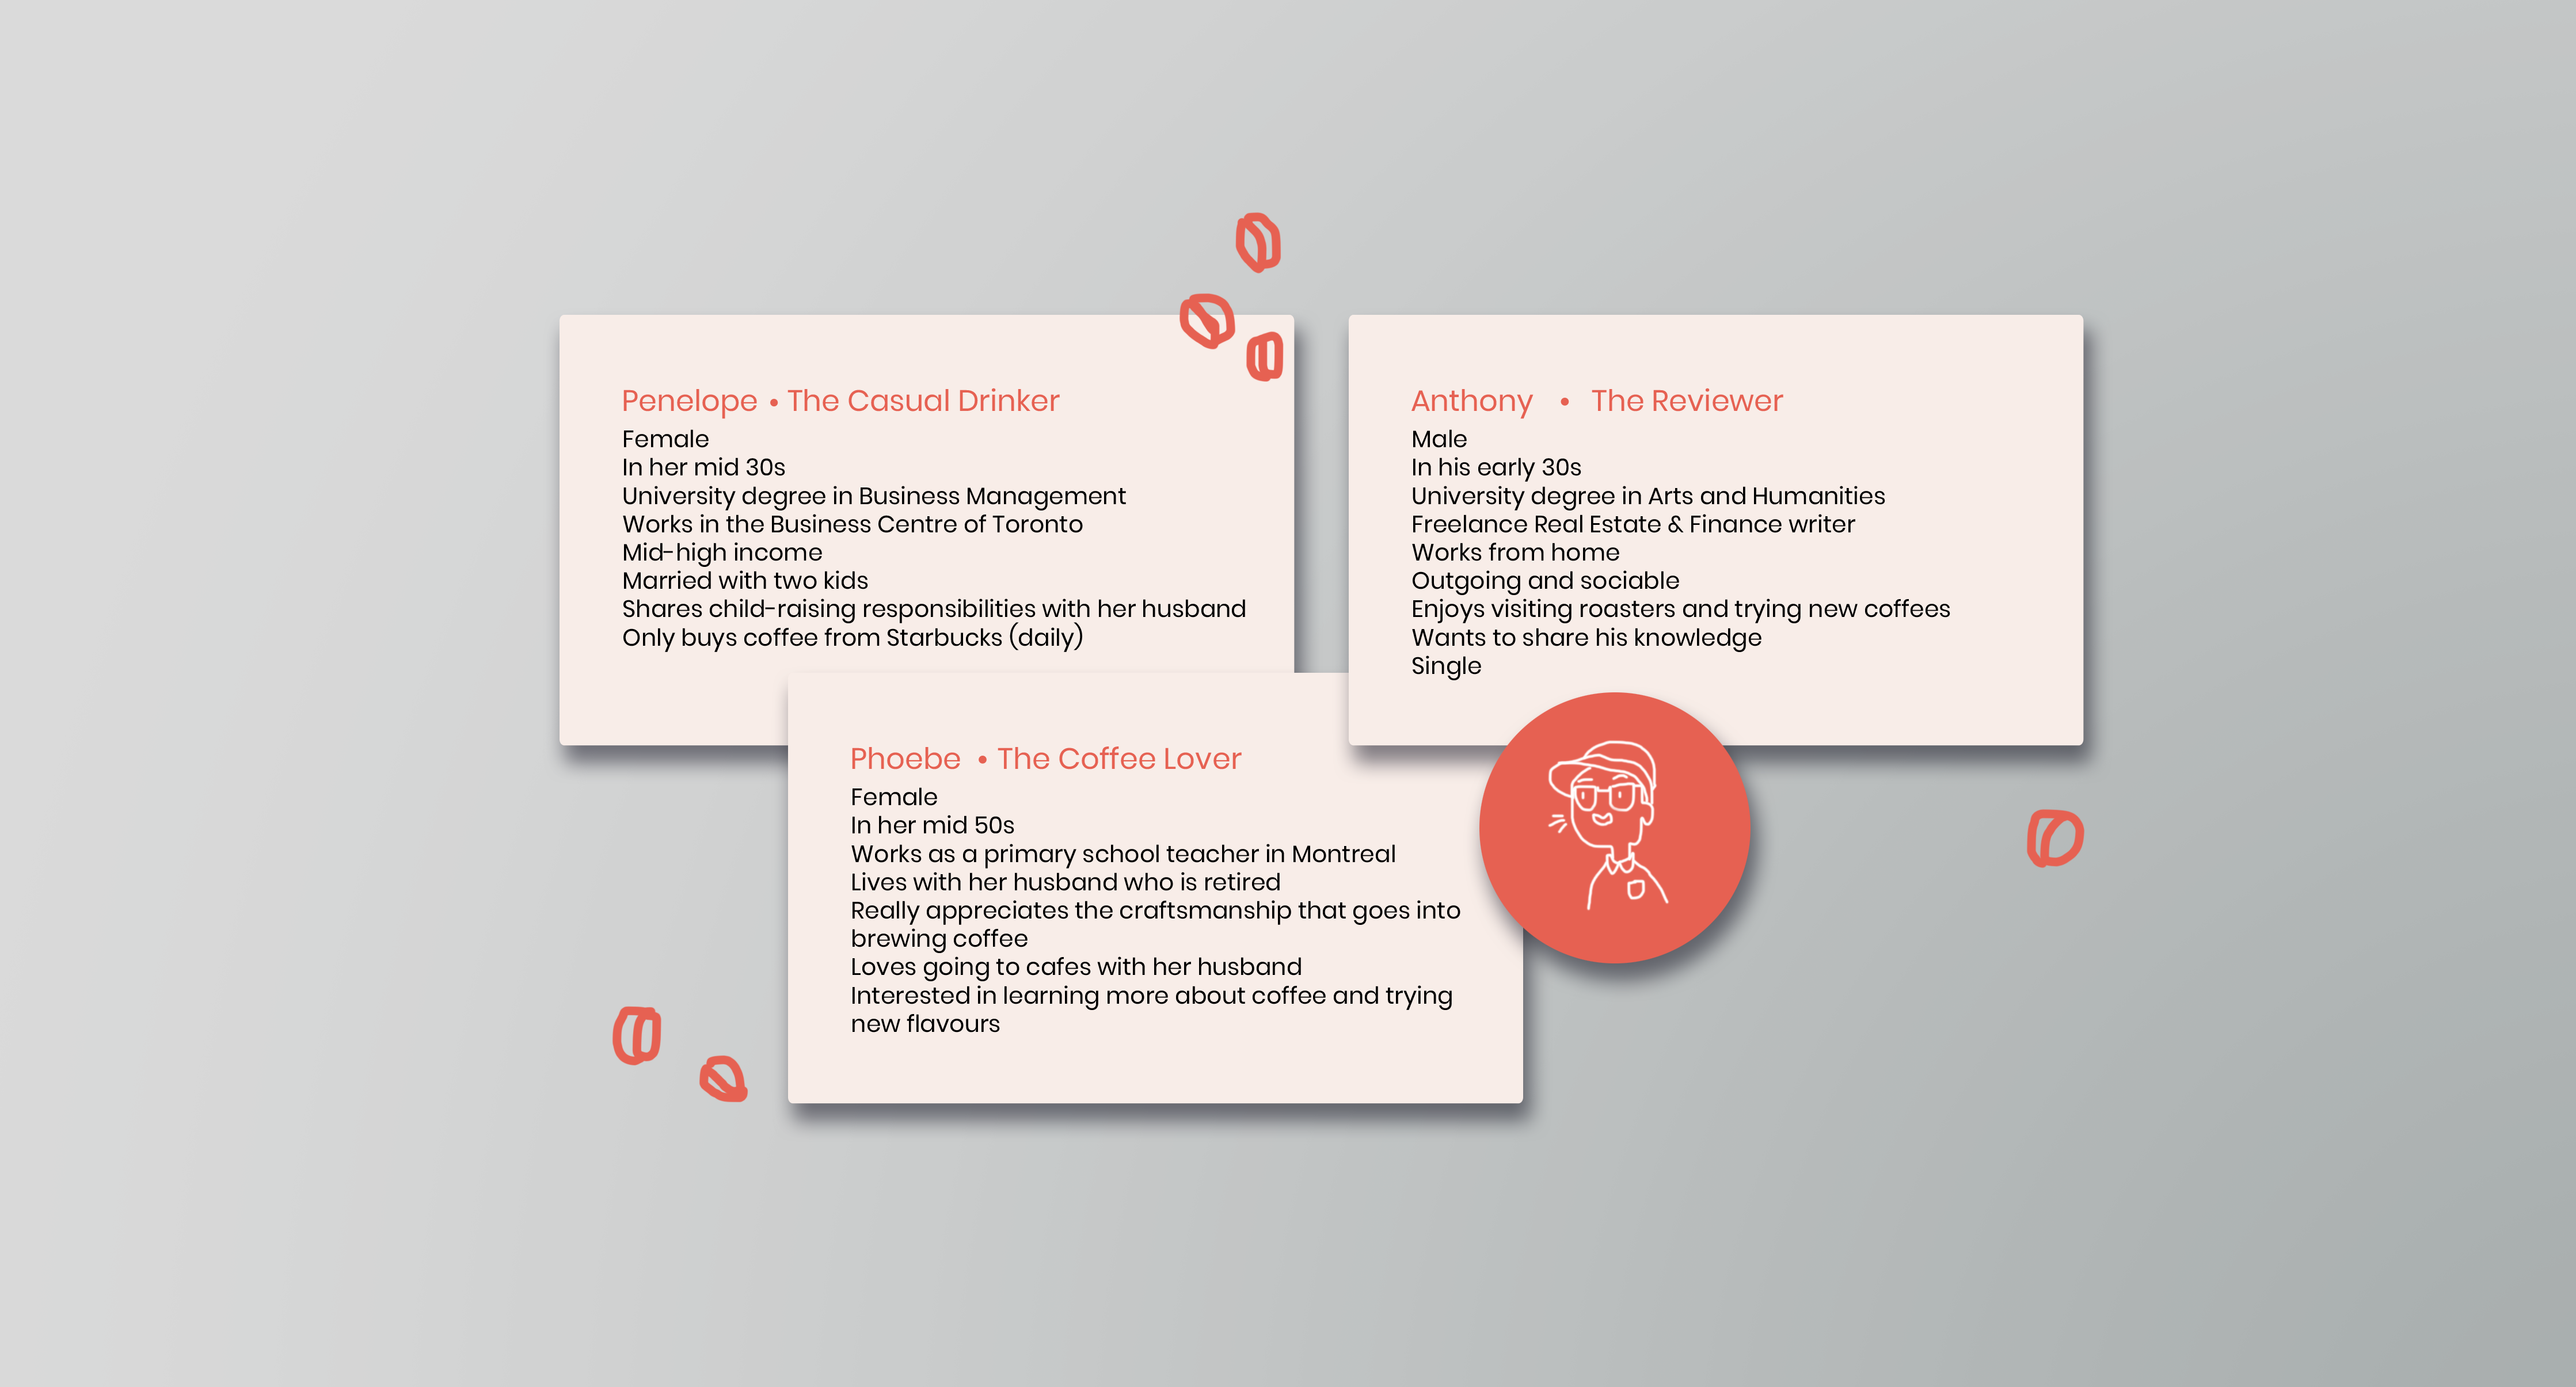 Penelope • The Casual Drinker
Female
In her mid 30s
University degree in Business Management
Works in the Business Centre of Toronto
Mid-high income
Married with two kids
Shares child-raising responsibilities with her husband
Only buys coffee from Starbucks (daily)
Anthony • The Reviewer
Male
In his early 30s
University degree in Arts and Humanities
Freelance Real Estate & Finance writer
Works from home
Outgoing and sociable
Enjoys visiting roasters and trying new coffees
Wants to share his knowledge
Single
Phoebe • The Coffee Lover
Female
In her mid 50s
Works as a primary school teacher in Montreal
Lives with her husband who is retired
Really appreciates the craftsmanship that goes into
brewing coffee
Loves going to cafes with her husband
Interested in learning more about coffee and trying
new flavours